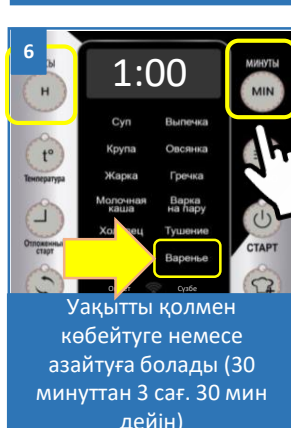 6
МИНУТЫ
H
1:00
MIN
Суп Выпечка
Крупа Овсянка
t°
Температура
Жарка Гречка
Молочная каша Варка на пару
Тушение
Отложенный старт
СТАРТ
Варенье
Сүзбе
Уақытты қолмен
көбейтуге немесе
азайтуға болады (30
минуттан 3 сағ. 30 мин
дейін)